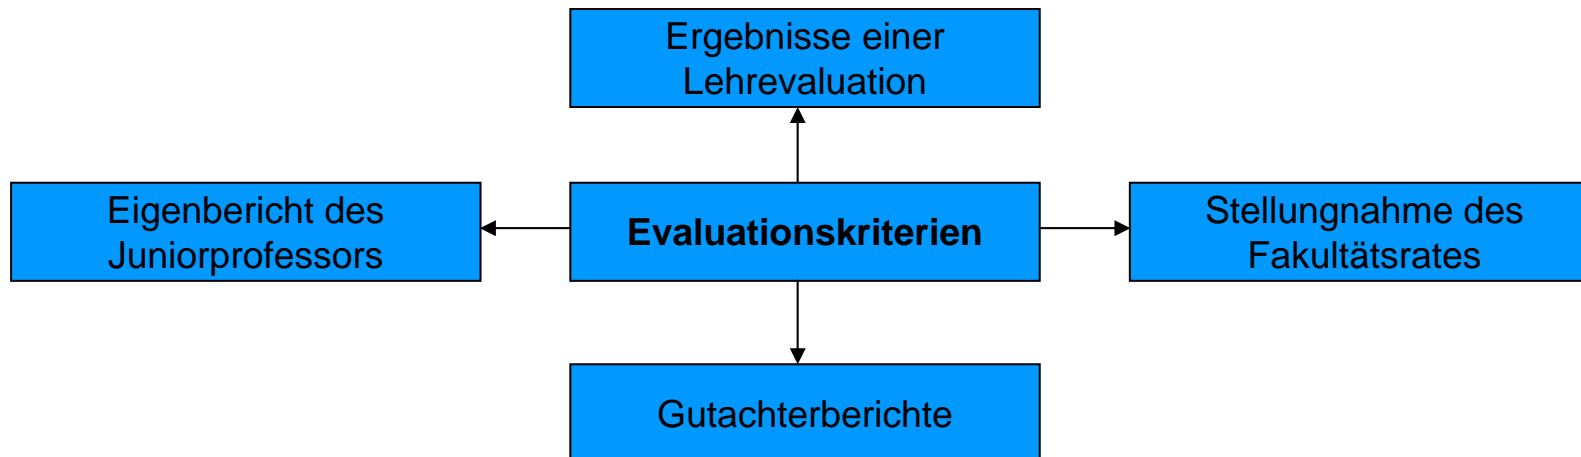 Ergebnisse einer
Lehrevaluation
Eigenbericht des
Juniorprofessors
Evaluationskriterien
Stellungnahme des
Fakultätsrates
Gutachterberichte